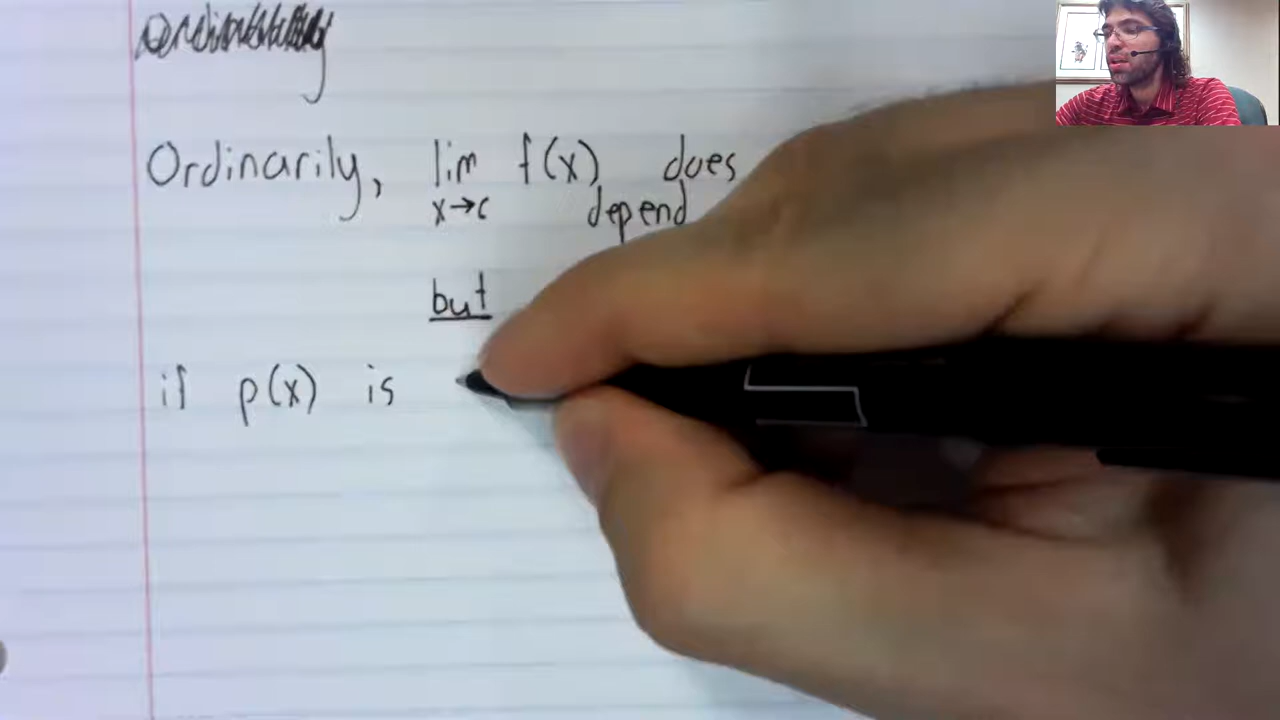 Ordinarily, lim f(x) does
x→c depend
but
if p(x) is